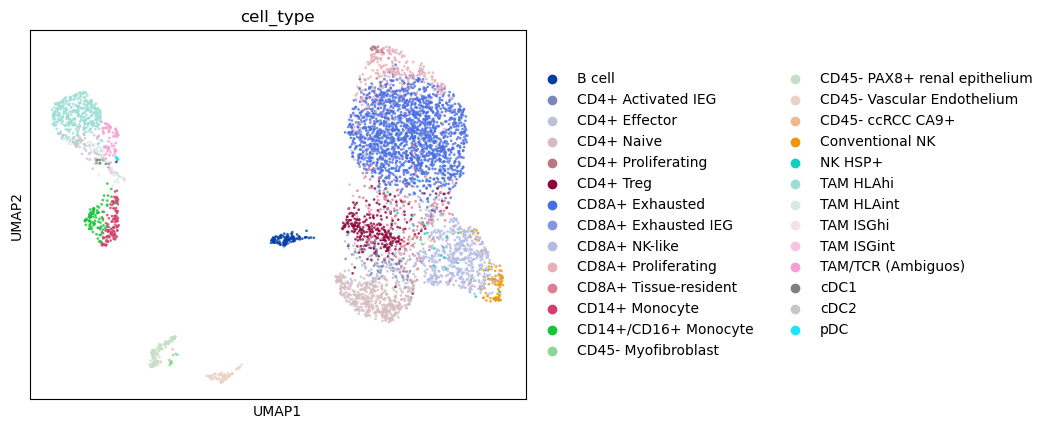 cell_type
UMAP2
UMAP1
B cell
CD4+ Activated IEG
CD4+ Effector
CD4+ Naive
CD4+ Proliferating
CD4+ Treg
CD8A+ Exhausted
CD8A+ Exhausted IEG
CD8A+ NK-like
CD8A+ Proliferating
CD8A+ Tissue-resident
CD14+ Monocyte
CD14+/CD16+ Monocyte
CD45- Myofibroblast
CD45- PAX8+ renal epithelium
CD45- Vascular Endothelium
CD45- ccRCC CA9+
Conventional NK
NK HSP+
TAM HLAhi
TAM HLAint
TAM ISGhi
TAM ISGint
TAM/TCR (Ambiguos)
cDC1
cDC2
pDC